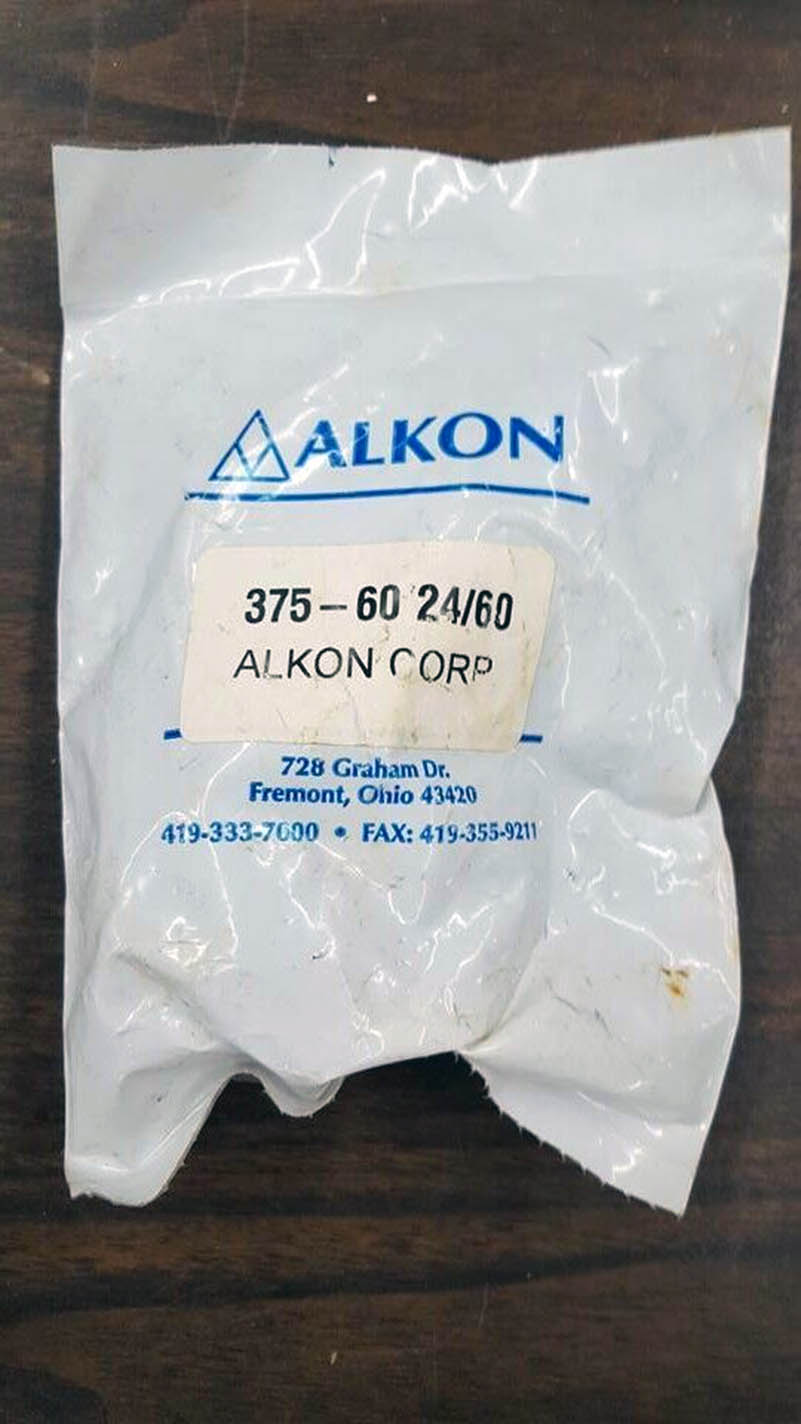 ALKON
375-60 24/60
ALKON CORP
728 Graham Dr.
Fremont, Ohio 43420
419-333-7000 • FAX: 419-355-9211